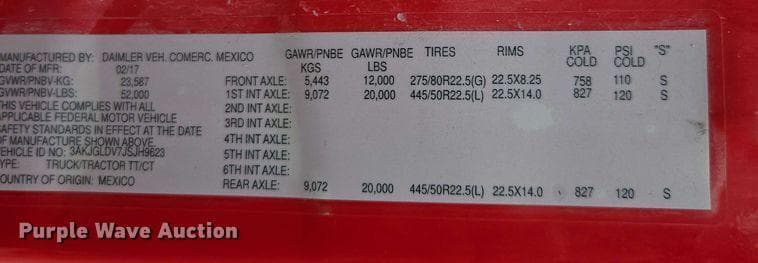 MANUFACTURED BY: DAIMLER VEH. COMERC. MEXICO
DATE OF MFR: 02/17
GVWR/PNBV-KG: 23,587
GVWR/PNBV-LBS: 52,000
THIS VEHICLE COMPLIES WITH ALL
APPLICABLE FEDERAL MOTOR VEHICLE
SAFETY STANDARDS IN EFFECT AT THE DATE
OF MANUFACTURE SHOWN ABOVE.
VEHICLE ID NO: 3AKJGLDV7JSJH9623
TYPE: TRUCK/TRACTOR TT/CT
COUNTRY OF ORIGIN: MEXICO
GAWR/PNBE GAWR/PNBE TIRES RIMS KPA PSI "S"
KGS LBS COLD COLD
FRONT AXLE: 5,443 12,000 275/80R22.5(G) 22.5X8.25 758 110 S
1ST INT AXLE: 9,072 20,000 445/50R22.5(L) 22.5X14.0 827 120 S
2ND INT AXLE:
3RD INT AXLE:
4TH INT AXLE:
5TH INT AXLE:
6TH INT AXLE:
REAR AXLE: 9,072 20,000 445/50R22.5(L) 22.5X14.0 827 120 S
Purple Wave Auction